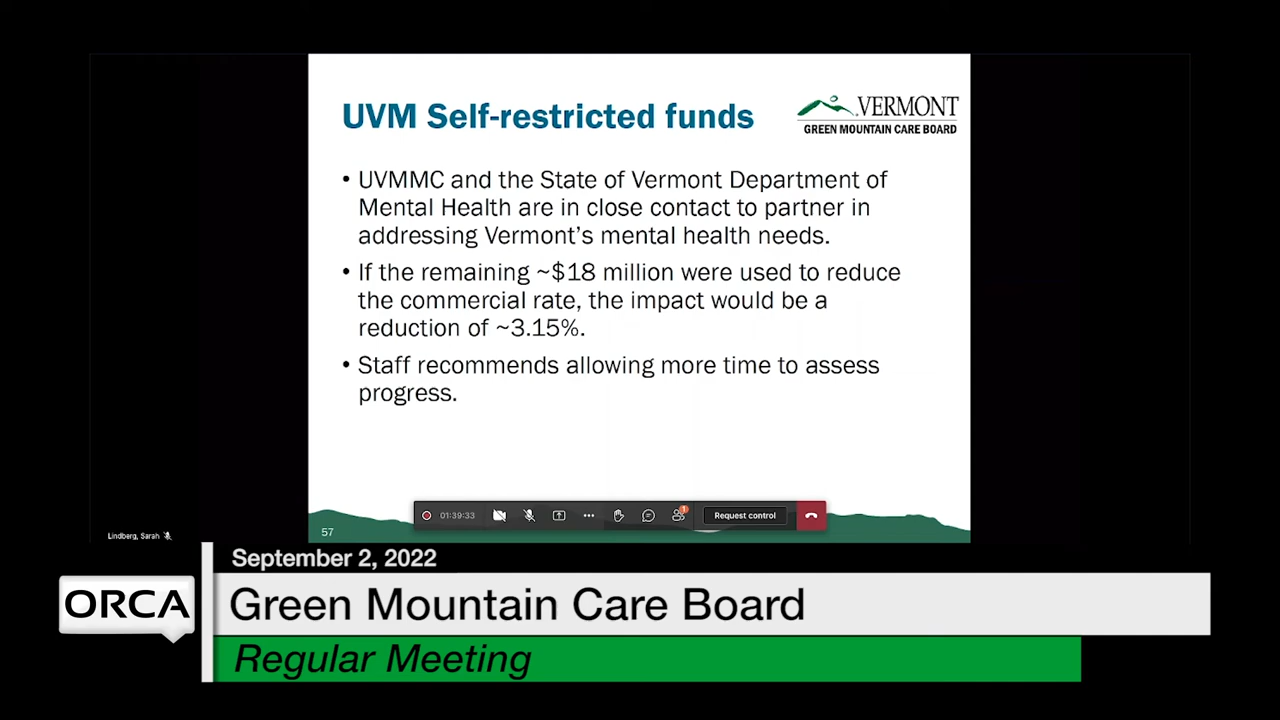 UVM Self-restricted funds
VERMONT
GREEN MOUNTAIN CARE BOARD
• UVMMC and the State of Vermont Department of
Mental Health are in close contact to partner in
addressing Vermont's mental health needs.
• If the remaining ~$18 million were used to reduce
the commercial rate, the impact would be a
reduction of ~3.15%.
• Staff recommends allowing more time to assess
progress.
01:39:33
1
Request control
57
Lindberg, Sarah
September 2, 2022
ORCA
Green Mountain Care Board
Regular Meeting